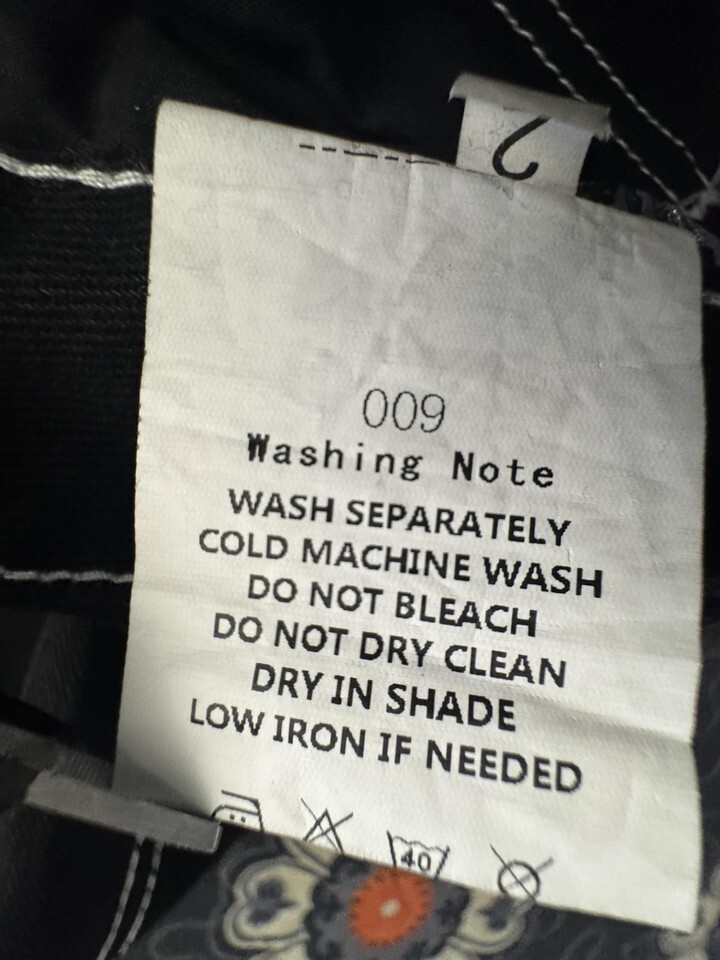 2
009
Washing Note
WASH SEPARATELY
COLD MACHINE WASH
DO NOT BLEACH
DO NOT DRY CLEAN
DRY IN SHADE
LOW IRON IF NEEDED
40